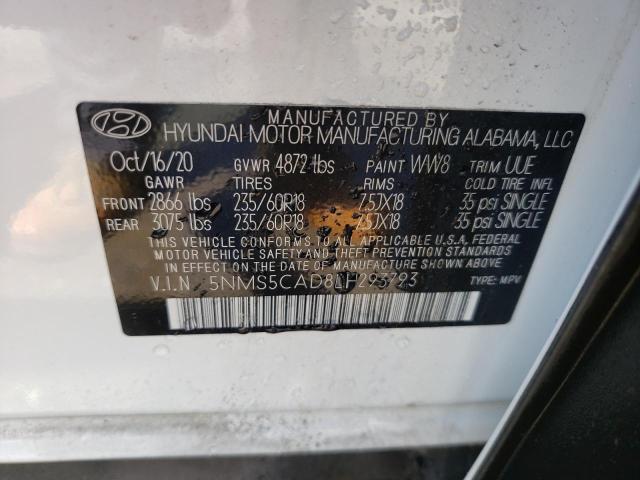 MANUFACTURED BY
HYUNDAI MOTOR MANUFACTURING ALABAMA, LLC
Oct/16/20 GVWR 4872 lbs PAINT WW8 TRIM UUE
GAWR TIRES RIMS COLD TIRE INFL
FRONT 2866 lbs 235/60R18 7.5JX18 35 psi SINGLE
REAR 3075 lbs 235/60R18 7.5JX18 35 psi SINGLE
THIS VEHICLE CONFORMS TO ALL APPLICABLE U.S.A. FEDERAL
MOTOR VEHICLE SAFETY AND THEFT PREVENTION STANDARDS
IN EFFECT ON THE DATE OF MANUFACTURE SHOWN ABOVE.
V.I.N 5NMS5CAD8LH293793
TYPE: MPV